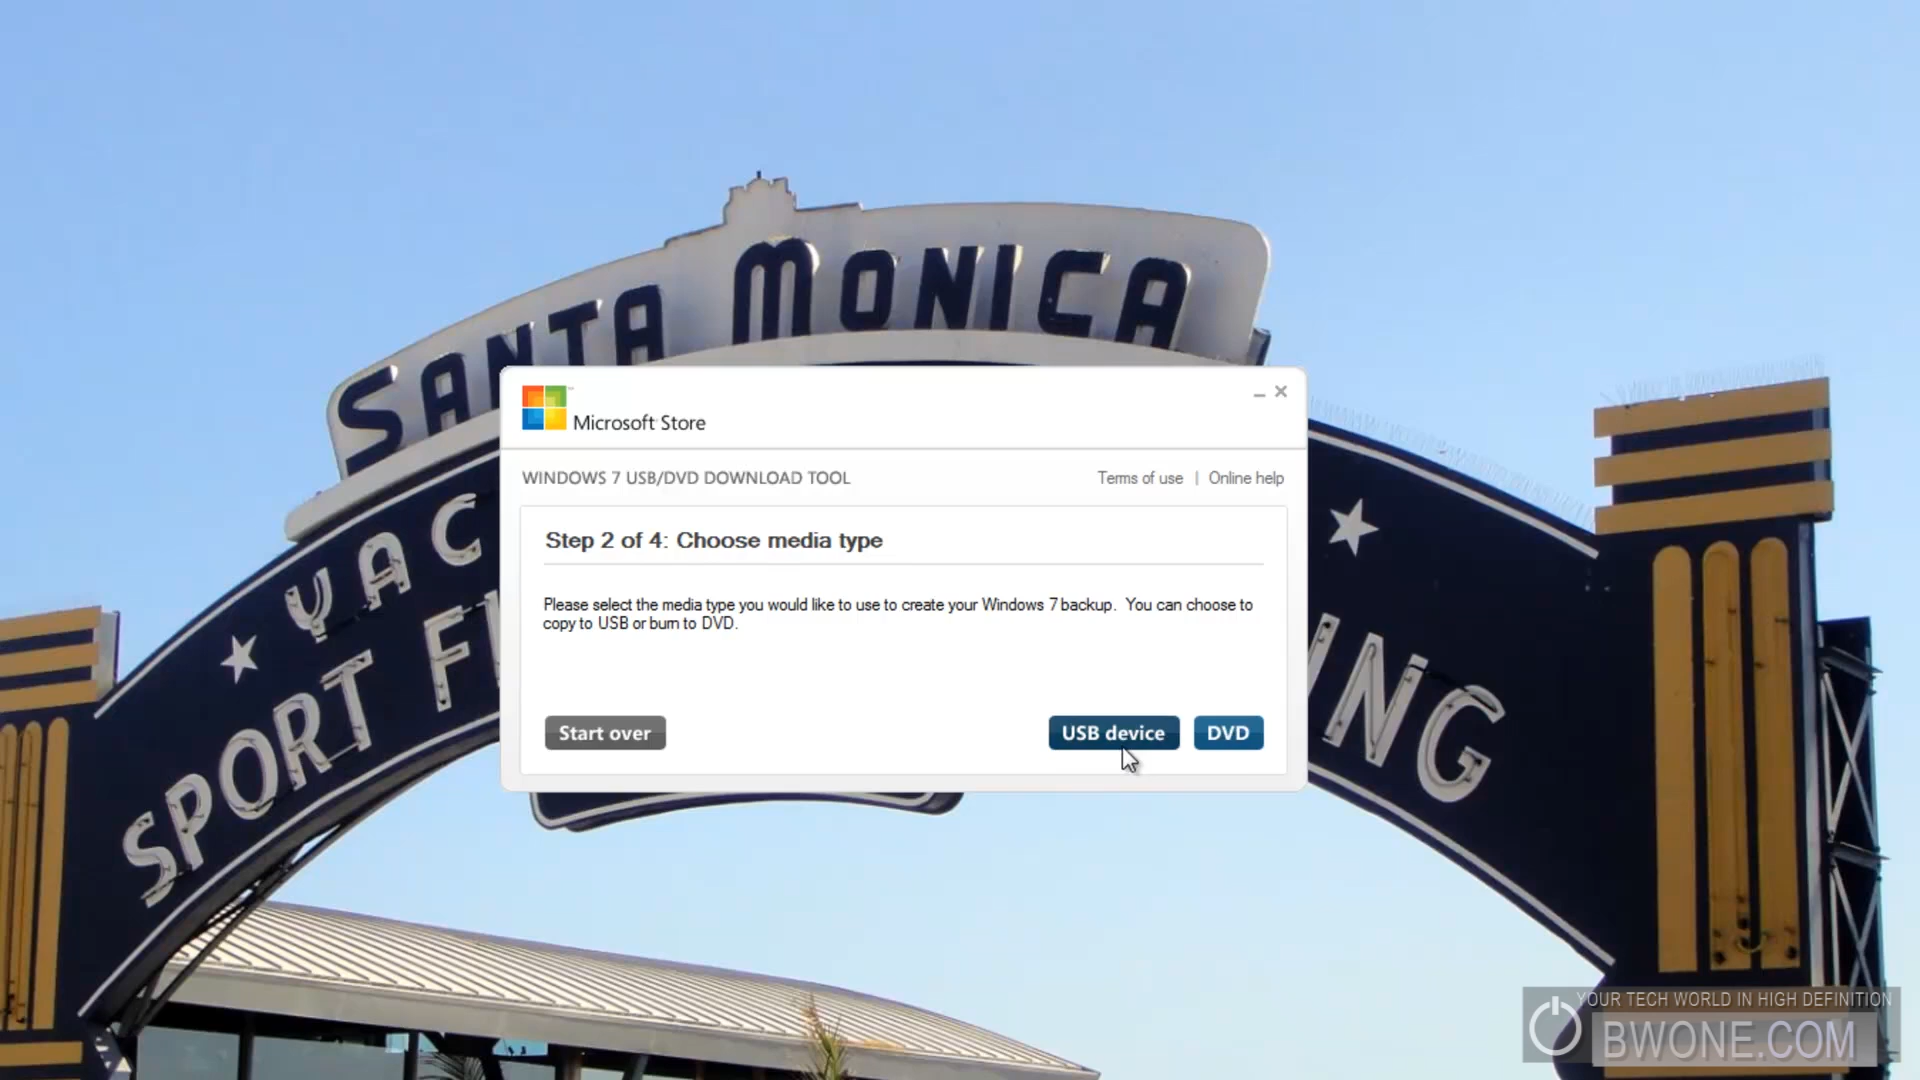 SANTA MONICA
Microsoft Store
WINDOWS 7 USB/DVD DOWNLOAD TOOL
Terms of use | Online help
Step 2 of 4: Choose media type
Please select the media type you would like to use to create your Windows 7 backup. You can choose to
copy to USB or burn to DVD.
Start over
USB device
DVD
YAC
SPORT FI
ING
YOUR TECH WORLD IN HIGH DEFINITION
BWONE.COM